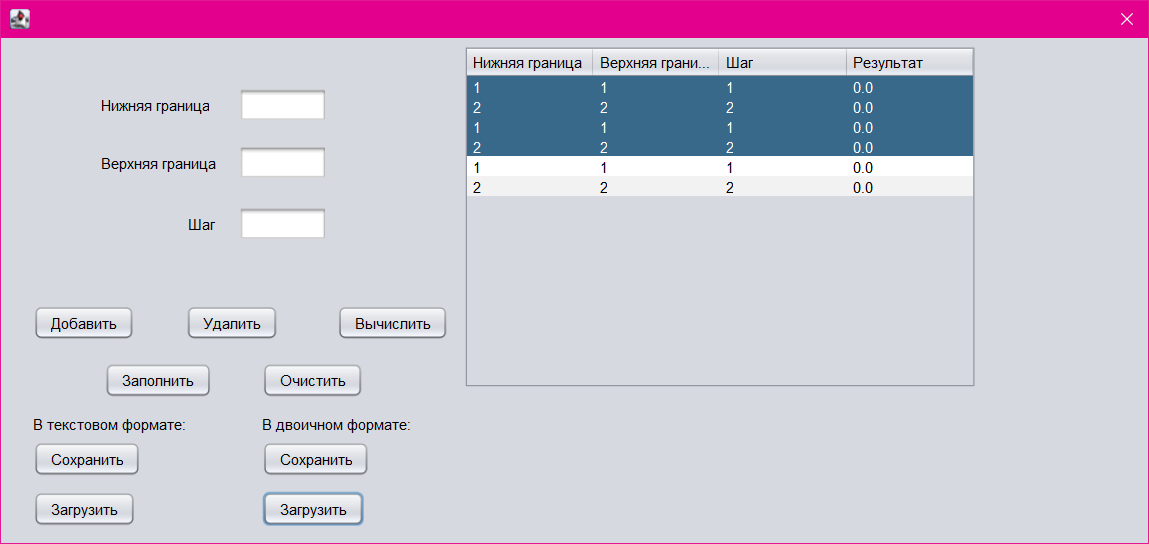 Нижняя граница
Верхняя граница
Шаг
Добавить Удалить Вычислить
Заполнить Очистить
В текстовом формате: В двоичном формате:
Сохранить Сохранить
Загрузить Загрузить
Нижняя граница Верхняя грани... Шаг Результат
1 1 1 0.0
2 2 2 0.0
1 1 1 0.0
2 2 2 0.0
1 1 1 0.0
2 2 2 0.0